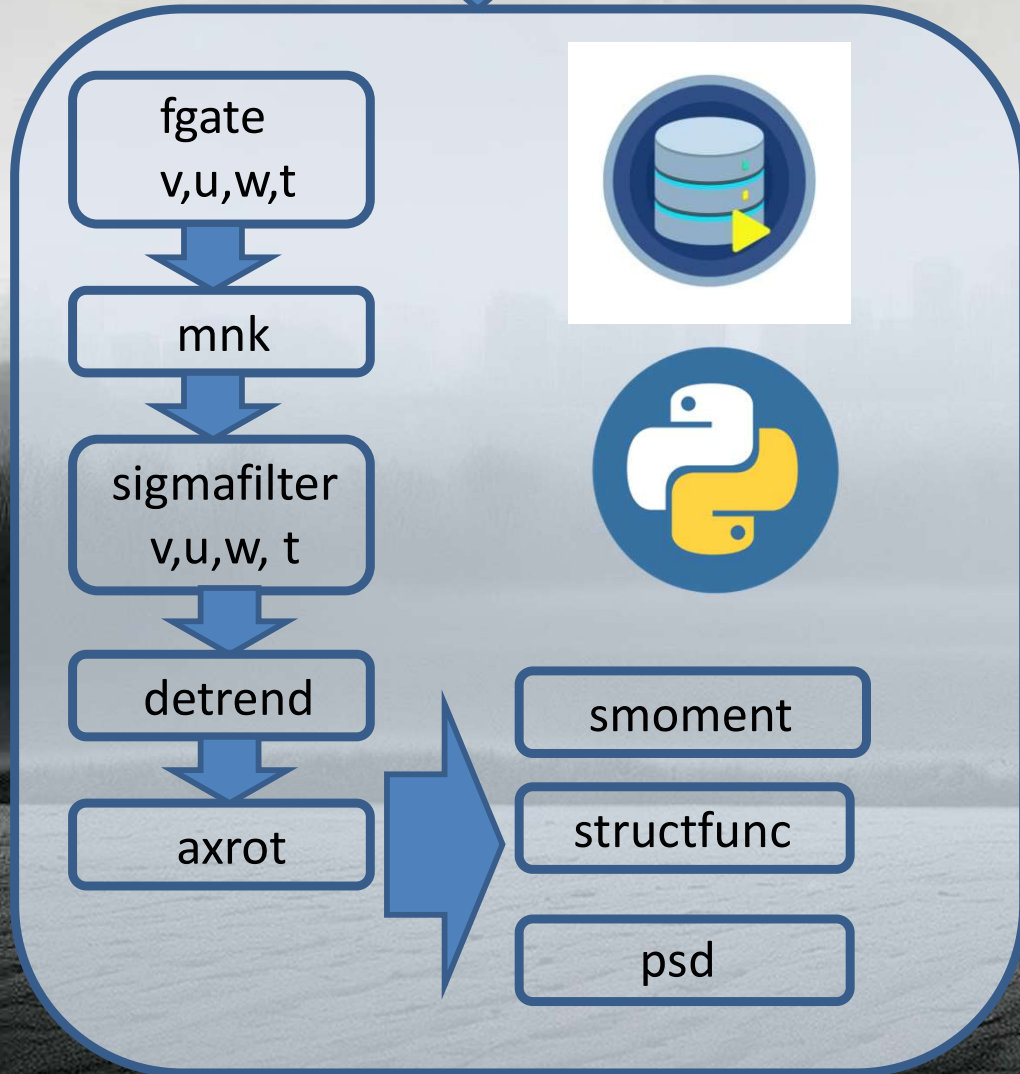 fgate
v,u,w,t
mnk
sigmafilter
v,u,w, t
detrend
axrot
smoment
structfunc
psd